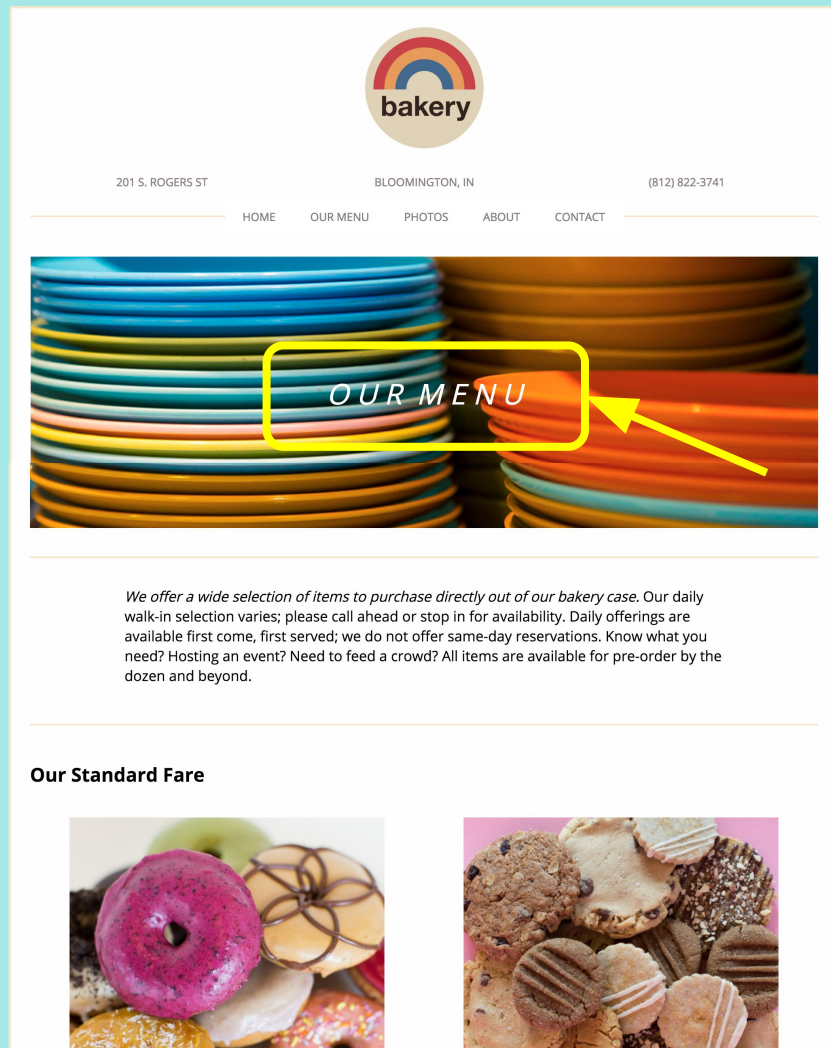 bakery
201 S. ROGERS ST
BLOOMINGTON, IN
(812) 822-3741
HOME OUR MENU PHOTOS ABOUT CONTACT
OUR MENU
We offer a wide selection of items to purchase directly out of our bakery case. Our daily
walk-in selection varies; please call ahead or stop in for availability. Daily offerings are
available first come, first served; we do not offer same-day reservations. Know what you
need? Hosting an event? Need to feed a crowd? All items are available for pre-order by the
dozen and beyond.
Our Standard Fare